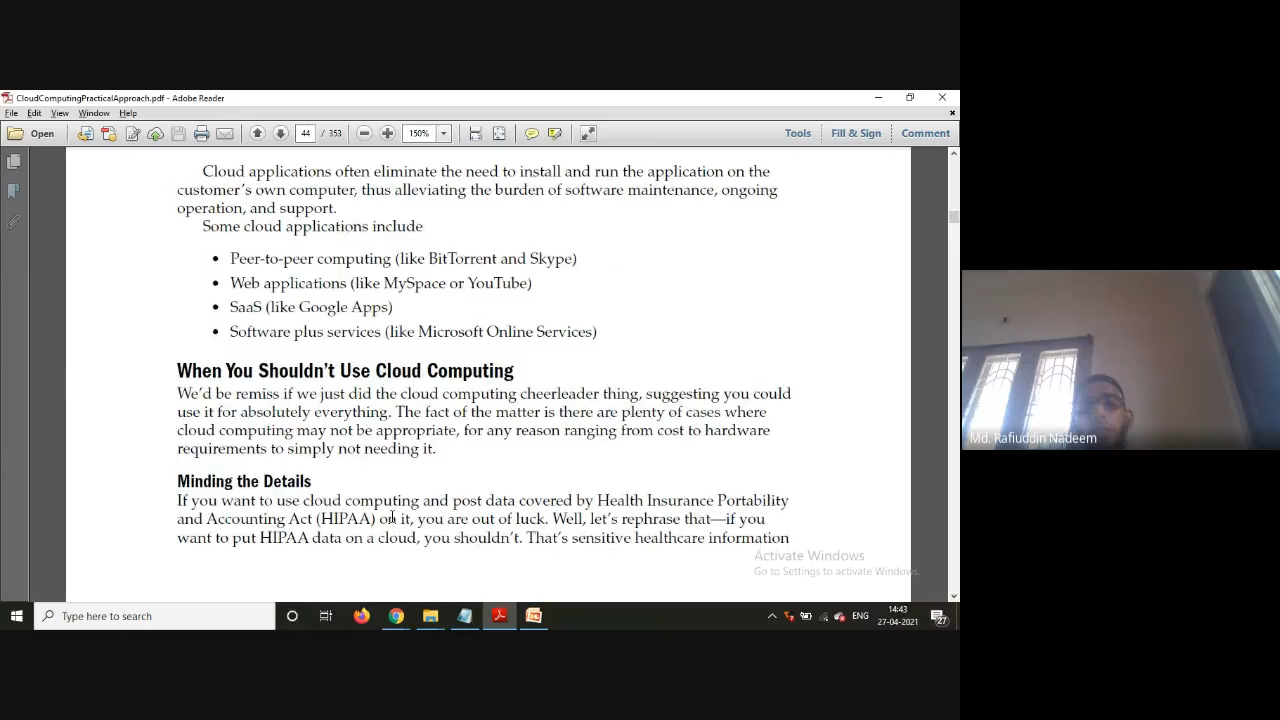 CloudComputingPracticalApproach.pdf - Adobe Reader
File Edit View Window Help
Open 44 / 353 150% Tools Fill & Sign Comment
Cloud applications often eliminate the need to install and run the application on the
customer's own computer, thus alleviating the burden of software maintenance, ongoing
operation, and support.
Some cloud applications include
• Peer-to-peer computing (like BitTorrent and Skype)
• Web applications (like MySpace or YouTube)
• SaaS (like Google Apps)
• Software plus services (like Microsoft Online Services)
When You Shouldn't Use Cloud Computing
We'd be remiss if we just did the cloud computing cheerleader thing, suggesting you could
use it for absolutely everything. The fact of the matter is there are plenty of cases where
cloud computing may not be appropriate, for any reason ranging from cost to hardware
requirements to simply not needing it.
Minding the Details
If you want to use cloud computing and post data covered by Health Insurance Portability
and Accounting Act (HIPAA) on it, you are out of luck. Well, let's rephrase that—if you
want to put HIPAA data on a cloud, you shouldn't. That's sensitive healthcare information
Activate Windows
Go to Settings to activate Windows.
Md. Rafiuddin Nadeem
Type here to search
ENG
14:43
27-04-2021
27